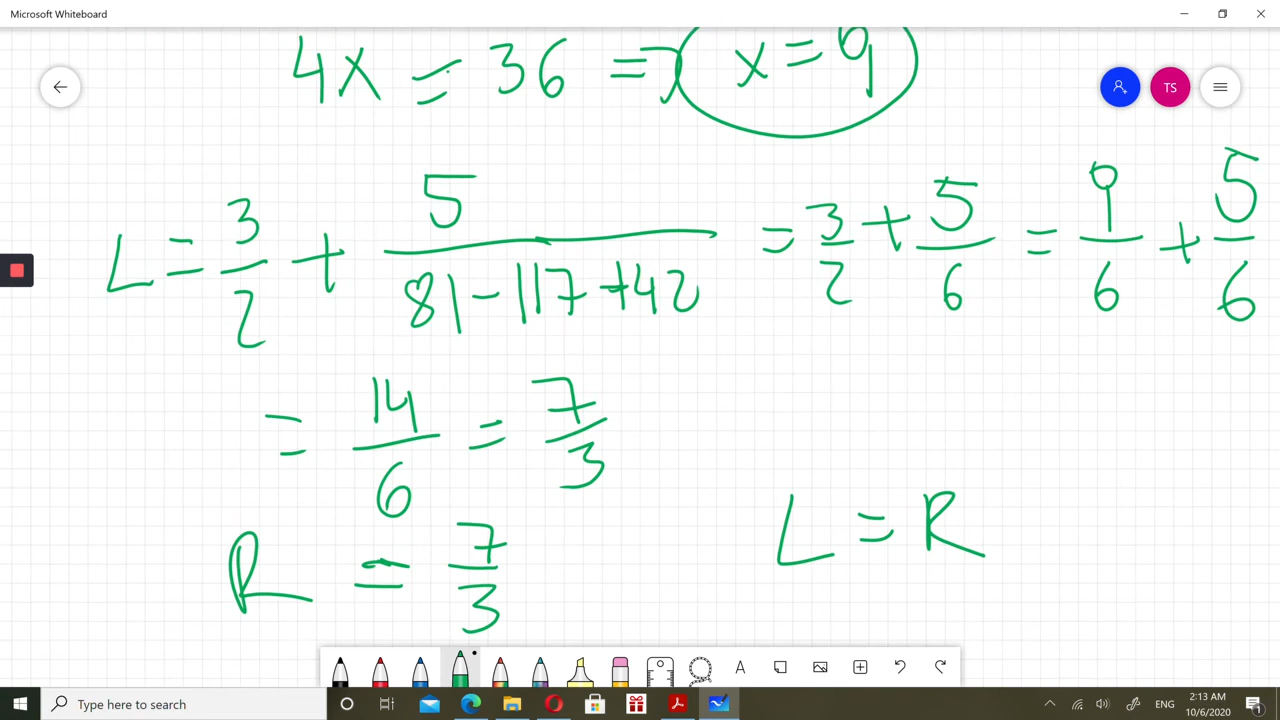 Microsoft Whiteboard
4x = 36 => x = 9
TS
L = 3/2 + 5/(81 - 117 + 42) = 3/2 + 5/6 = 9/6 + 5/6
= 14/6 = 7/3
L = R
R = 7/3
A
Type here to search
ENG
2:13 AM
10/6/2020
1